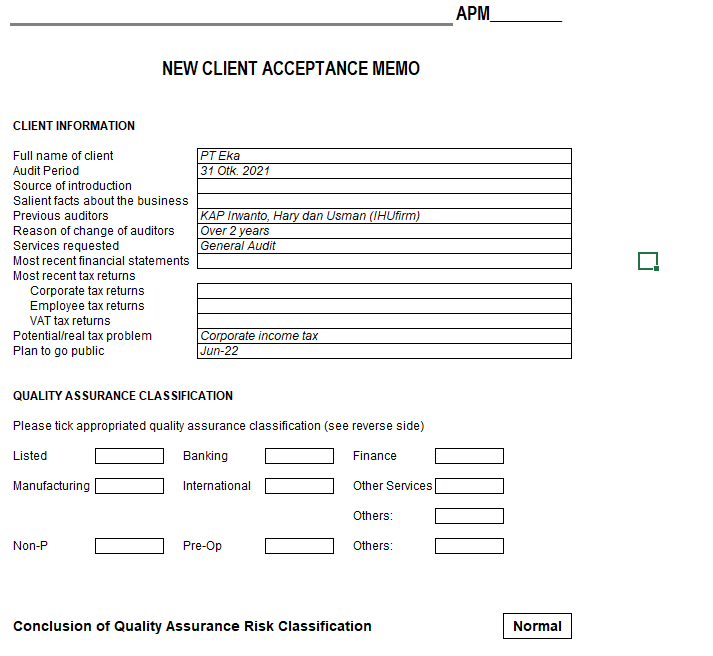 APM
NEW CLIENT ACCEPTANCE MEMO
CLIENT INFORMATION
Full name of client PT Eka
Audit Period 31 Otk. 2021
Source of introduction
Salient facts about the business
Previous auditors KAP Irwanto, Hary dan Usman (IHUfirm)
Reason of change of auditors Over 2 years
Services requested General Audit
Most recent financial statements
Most recent tax returns
Corporate tax returns
Employee tax returns
VAT tax returns
Potential/real tax problem Corporate income tax
Plan to go public Jun-22
QUALITY ASSURANCE CLASSIFICATION
Please tick appropriated quality assurance classification (see reverse side)
Listed Banking Finance
Manufacturing International Other Services
Others:
Non-P Pre-Op Others:
Conclusion of Quality Assurance Risk Classification Normal